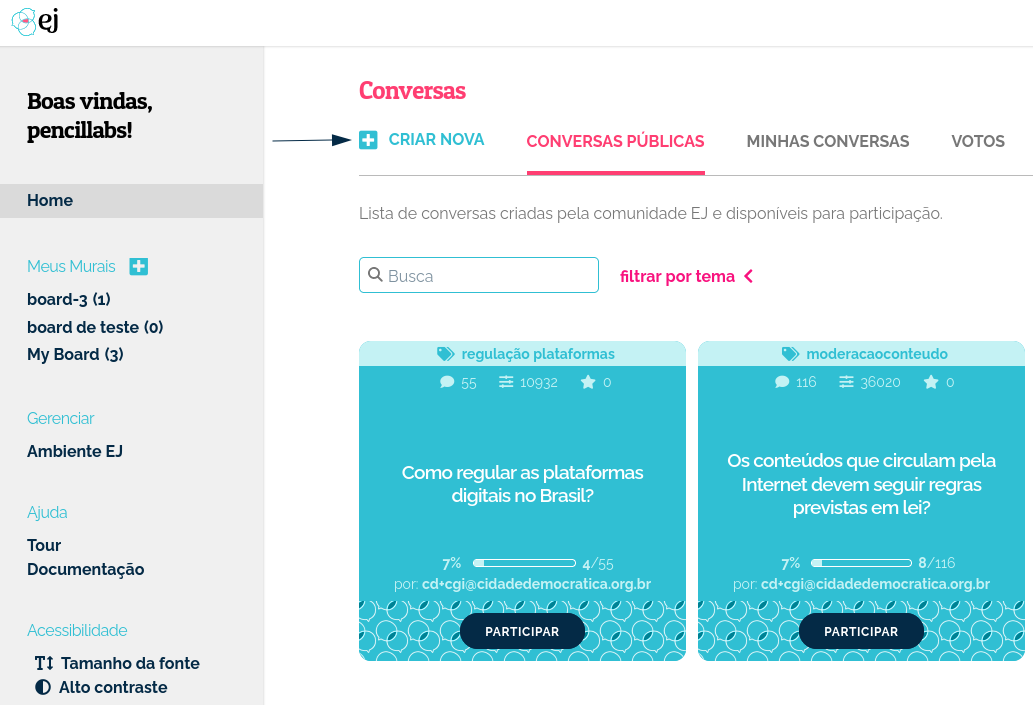 ej
Boas vindas,
pencillabs!
Home
Meus Murais
board-3 (1)
board de teste (0)
My Board (3)
Gerenciar
Ambiente EJ
Ajuda
Tour
Documentação
Acessibilidade
Tamanho da fonte
Alto contraste
Conversas
CRIAR NOVA
CONVERSAS PÚBLICAS
MINHAS CONVERSAS
VOTOS
Lista de conversas criadas pela comunidade EJ e disponíveis para participação.
Busca
filtrar por tema
regulação plataformas
55 10932 0
Como regular as plataformas
digitais no Brasil?
7% 4/55
por: cd+cgi@cidadedemocratica.org.br
PARTICIPAR
moderacaoconteudo
116 36020 0
Os conteúdos que circulam pela
Internet devem seguir regras
previstas em lei?
7% 8/116
por: cd+cgi@cidadedemocratica.org.br
PARTICIPAR